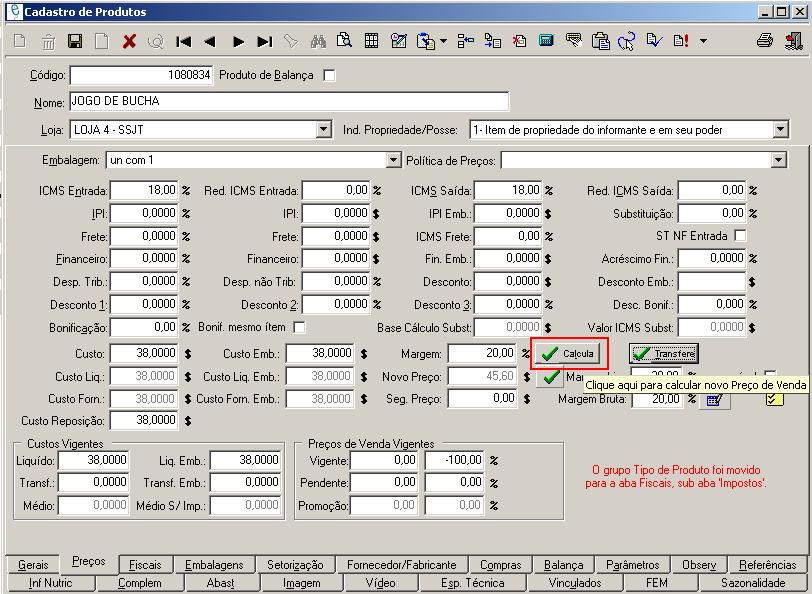 Cadastro de Produtos
Código: 1080834 Produto de Balança
Nome: JOGO DE BUCHA
Loja: LOJA 4 - SSJT Ind. Propriedade/Posse: 1- Item de propriedade do informante e em seu poder
Embalagem: un com 1 Política de Preços:
ICMS Entrada: 18,00 % Red. ICMS Entrada: 0,00 % ICMS Saída: 18,00 % Red. ICMS Saída: 0,00 %
IPI: 0,0000 % IPI: 0,0000 $ IPI Emb.: 0,0000 $ Substituição: 0,00 %
Frete: 0,0000 % Frete: 0,0000 $ ICMS Frete: 0,00 % ST NF Entrada
Financeiro: 0,0000 % Financeiro: 0,0000 $ Fin. Emb.: 0,0000 $ Acréscimo Fin.: 0,0000 %
Desp. Trib.: 0,0000 % Desp. não Trib: 0,0000 % Desconto: 0,0000 $ Desconto Emb.: $
Desconto 1: 0,0000 % Desconto 2: 0,0000 % Desconto 3: 0,0000 % Desc. Bonif.: 0,000 %
Bonificação: 0,00 % Bonif. mesmo ítem Base Cálculo Subst: 0,0000 $ Valor ICMS Subst: 0,0000 $
Custo: 38,0000 $ Custo Emb.: 38,0000 $ Margem: 20,00 % Calcula Transfere
Custo Liq.: 38,0000 $ Custo Liq. Emb.: 38,0000 $ Novo Preço: 45,60 $
Clique aqui para calcular novo Preço de Venda
Custo Forn.: 38,0000 $ Custo Forn. Emb.: 38,0000 $ Seg. Preço: 0,00 $ Margem Bruta: 20,00 %
Custo Reposição: 38,0000 $
Custos Vigentes Preços de Venda Vigentes
Liquído: 38,0000 Liq. Emb.: 38,0000 Vigente: 0,00 -100,00 %
Transf.: 0,0000 Transf. Emb.: 0,0000 Pendente: 0,00 0,00 %
Médio: 0,0000 Médio S/ Imp.: 0,0000 Promoção: 0,00 0,00 %
O grupo Tipo de Produto foi movido
para a aba Fiscais, sub aba 'Impostos'.
Gerais Preços Fiscais Embalagens Setorização Fornecedor/Fabricante Compras Balança Parâmetros Observ Referências
Inf Nutric Complem Abast Imagem Vídeo Esp. Técnica Vinculados FEM Sazonalidade